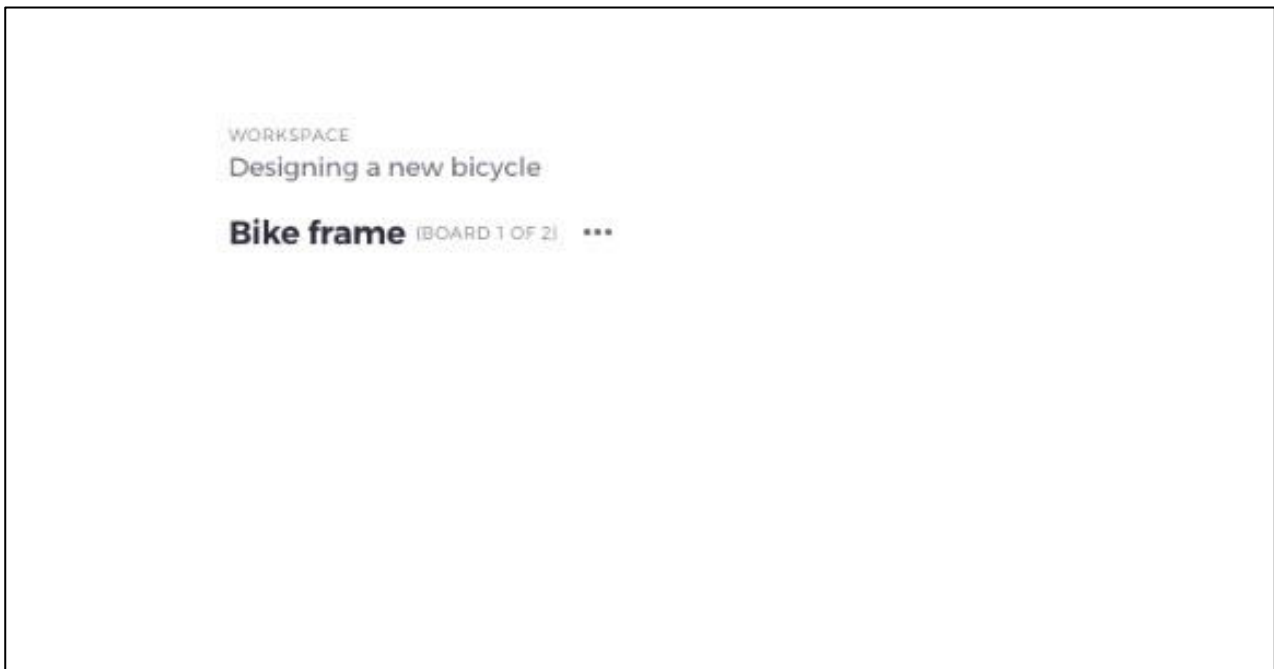 WORKSPACE
Designing a new bicycle
Bike frame (BOARD 1 OF 2) •••